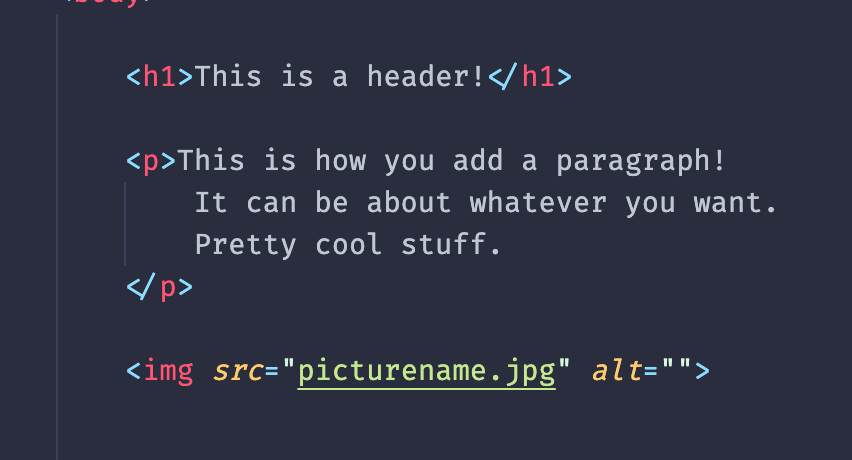 <body>
<h1>This is a header!</h1>
<p>This is how you add a paragraph!
It can be about whatever you want.
Pretty cool stuff.
</p>
<img src="picturename.jpg" alt="">